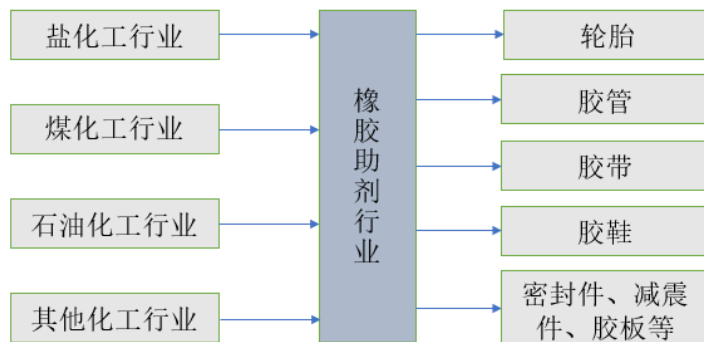 盐化工行业
煤化工行业
石油化工行业
其他化工行业
橡胶助剂行业
轮胎
胶管
胶带
胶鞋
密封件、减震
件、胶板等